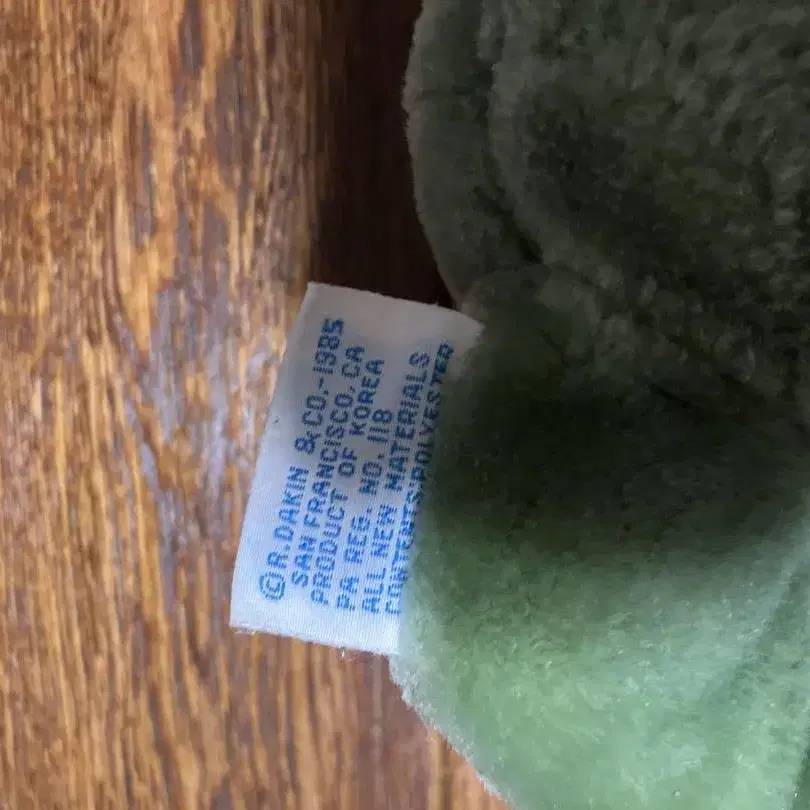 ©R.DAKIN & CO.-1985
SAN FRANCISCO, CA
PRODUCT OF KOREA
PA REG. NO. 118
ALL NEW MATERIALS
CONTENTS:POLYESTER